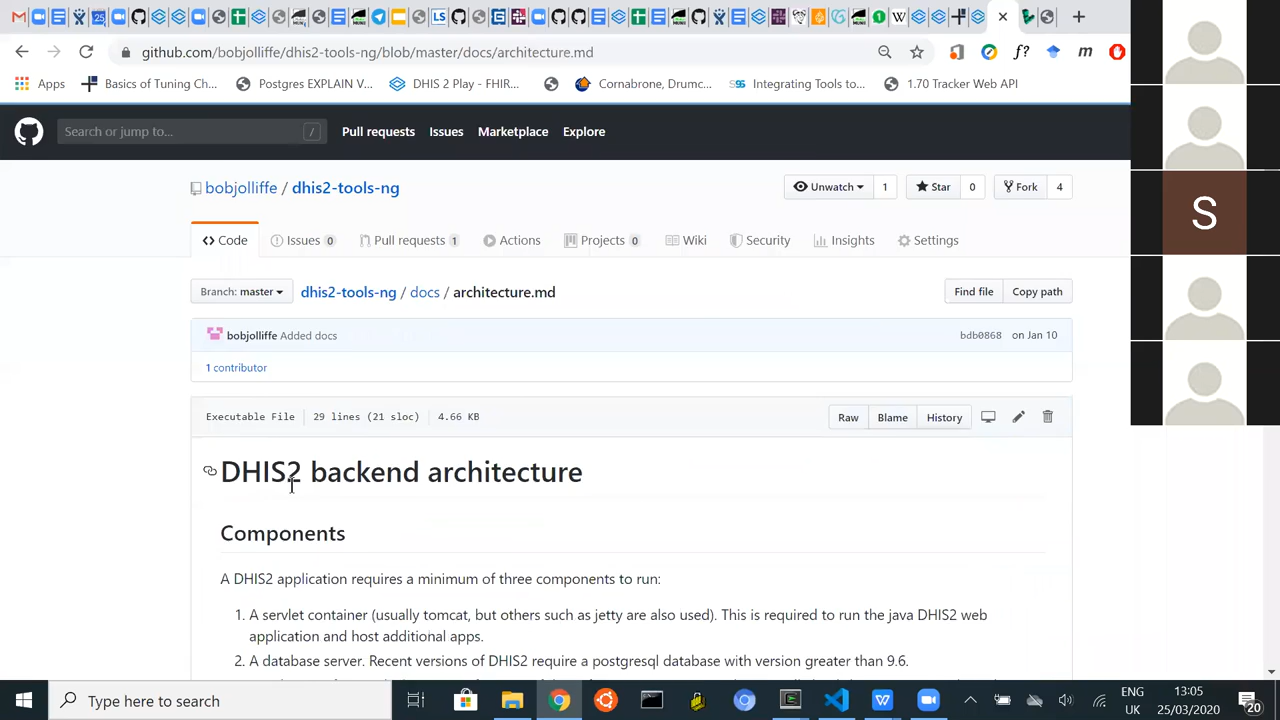 github.com/bobjolliffe/dhis2-tools-ng/blob/master/docs/architecture.md
Apps
Basics of Tuning Ch...
Postgres EXPLAIN V...
DHIS 2 Play - FHIR...
Cornabrone, Drumc...
Integrating Tools to...
1.70 Tracker Web API
Search or jump to...
/
Pull requests
Issues
Marketplace
Explore
bobjolliffe / dhis2-tools-ng
Unwatch
1
Star
0
Fork
4
Code
Issues 0
Pull requests 1
Actions
Projects 0
Wiki
Security
Insights
Settings
Branch: master
dhis2-tools-ng / docs / architecture.md
Find file
Copy path
bobjolliffe Added docs
bdb0868 on Jan 10
1 contributor
Executable File
29 lines (21 sloc)
4.66 KB
Raw
Blame
History
S
DHIS2 backend architecture
Components
A DHIS2 application requires a minimum of three components to run:
1. A servlet container (usually tomcat, but others such as jetty are also used). This is required to run the java DHIS2 web
application and host additional apps.
2. A database server. Recent versions of DHIS2 require a postgresql database with version greater than 9.6.
Type here to search
ENG
UK
13:05
25/03/2020
20